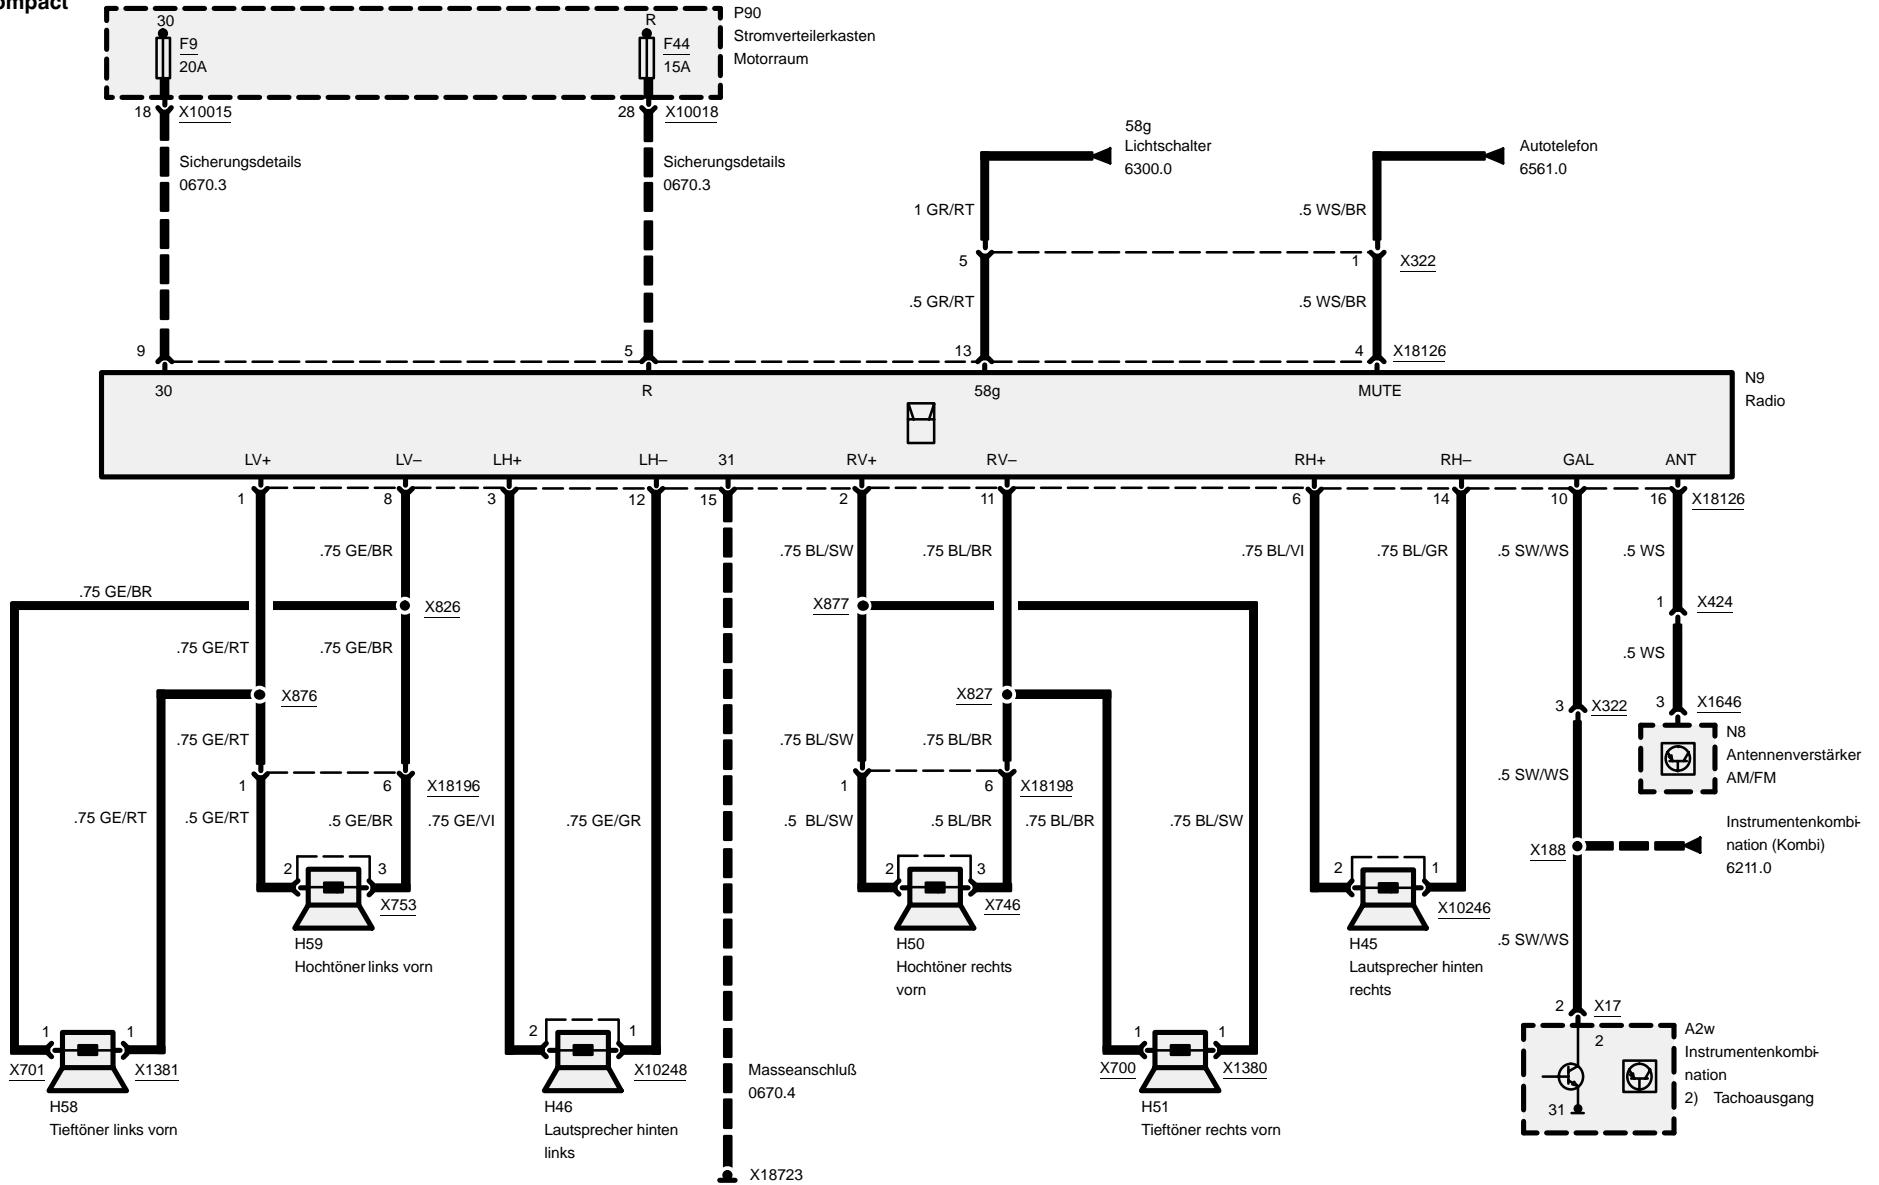 ompact
30
R
P90
Stromverteilerkasten
Motorraum
F9
20A
F44
15A
18 X10015
28 X10018
Sicherungsdetails
0670.3
Sicherungsdetails
0670.3
58g
Lichtschalter
6300.0
Autotelefon
6561.0
1 GR/RT
.5 WS/BR
5
1 X322
.5 GR/RT
.5 WS/BR
9
5
13
4 X18126
30
R
58g
MUTE
N9
Radio
LV+
LV–
LH+
LH–
31
RV+
RV–
RH+
RH–
GAL
ANT
1
8
3
12
15
2
11
6
14
10
16 X18126
.75 GE/BR
.75 BL/SW
.75 BL/BR
.75 BL/VI
.75 BL/GR
.5 SW/WS
.5 WS
.75 GE/BR
X826
X877
1 X424
.75 GE/RT
.75 GE/BR
.5 WS
X876
X827
3 X322
3 X1646
.75 GE/RT
.75 BL/SW
.75 BL/BR
N8
Antennenverstärker
AM/FM
1
6 X18196
1
6 X18198
.5 SW/WS
.75 GE/RT
.5 GE/RT
.5 GE/BR
.75 GE/VI
.75 GE/GR
.5 BL/SW
.5 BL/BR
.75 BL/BR
.75 BL/SW
Instrumentenkombi-
nation (Kombi)
6211.0
X188
2
3
X753
2
3
X746
2
1
X10246
H59
Hochtöner links vorn
H50
Hochtöner rechts
vorn
H45
Lautsprecher hinten
rechts
.5 SW/WS
2 X17
1
1
X701
X1381
2
1
X10248
1
1
X700
X1380
A2w
Instrumentenkombi-
nation
2) Tachoausgang
2
31
Masseanschluß
0670.4
H58
Tieftöner links vorn
H46
Lautsprecher hinten
links
H51
Tieftöner rechts vorn
X18723